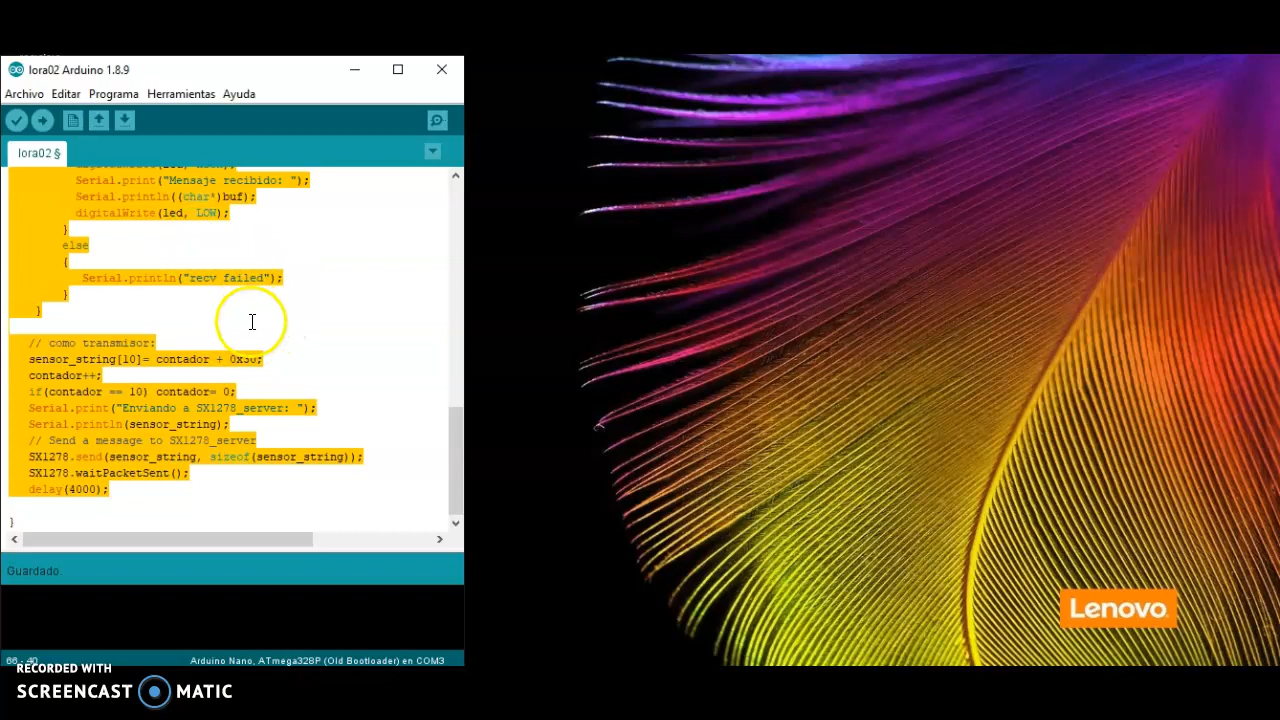 lora02 Arduino 1.8.9
Archivo Editar Programa Herramientas Ayuda
lora02 §
Serial.print("Mensaje recibido: ");
Serial.println((char*)buf);
digitalWrite(led, LOW);
}
else
{
Serial.println("recv failed");
}
}
// como transmisor:
sensor_string[10]= contador + 0x30;
contador++;
if(contador == 10) contador= 0;
Serial.print("Enviando a SX1278_server: ");
Serial.println(sensor_string);
// Send a message to SX1278_server
SX1278.send(sensor_string, sizeof(sensor_string));
SX1278.waitPacketSent();
delay(4000);
}
Guardado.
66 - 40 Arduino Nano, ATmega328P (Old Bootloader) en COM3
Lenovo
RECORDED WITH
SCREENCAST MATIC